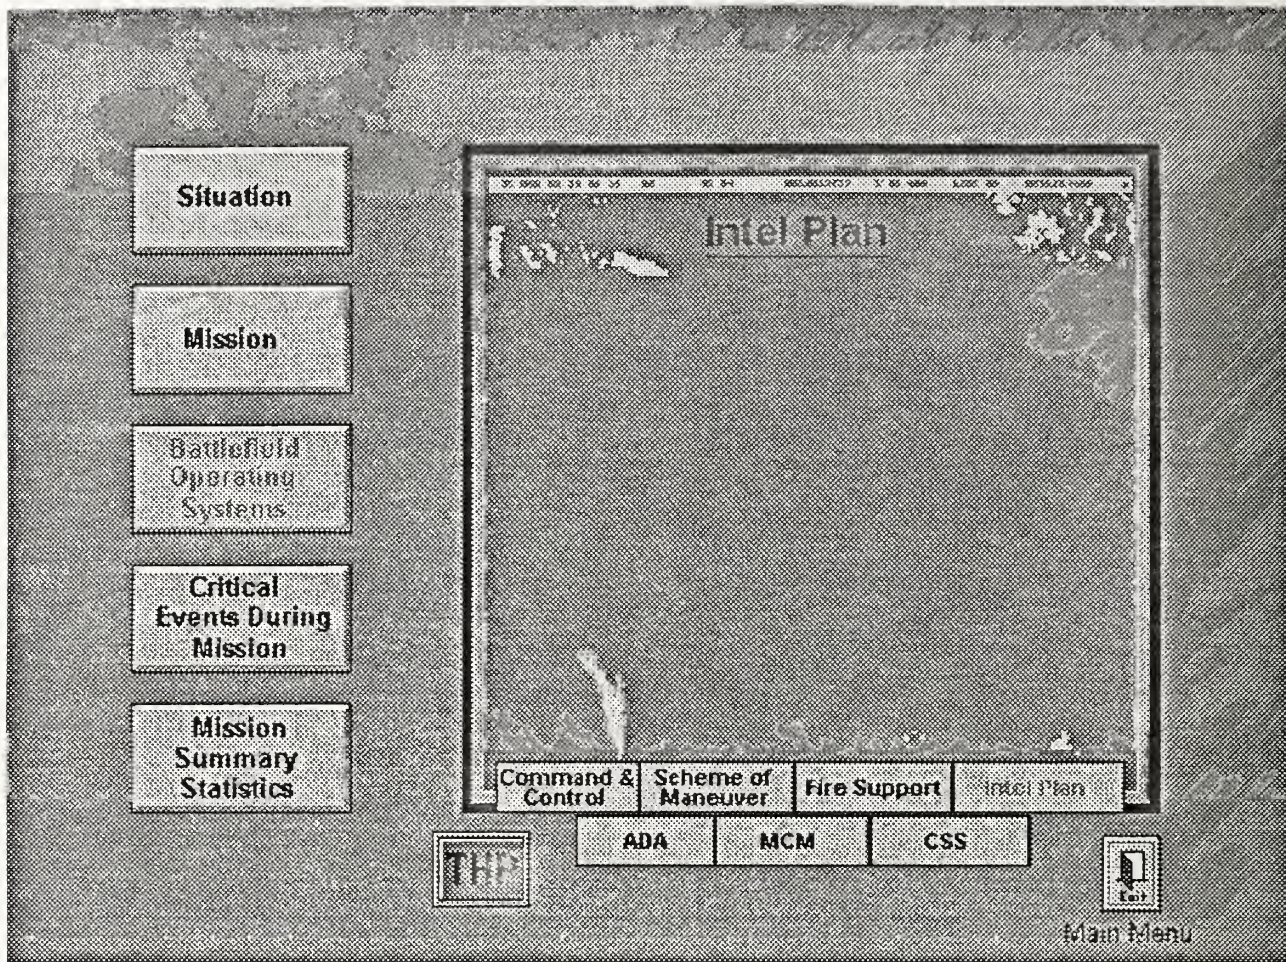 Situation
Mission
Battlefield
Operating
Systems
Critical
Events During
Mission
Mission
Summary
Statistics
Intel Plan
Command &
Control
Scheme of
Maneuver
Fire Support
Intel Plan
ADA
MCM
CSS
THP
Exit
Main Menu